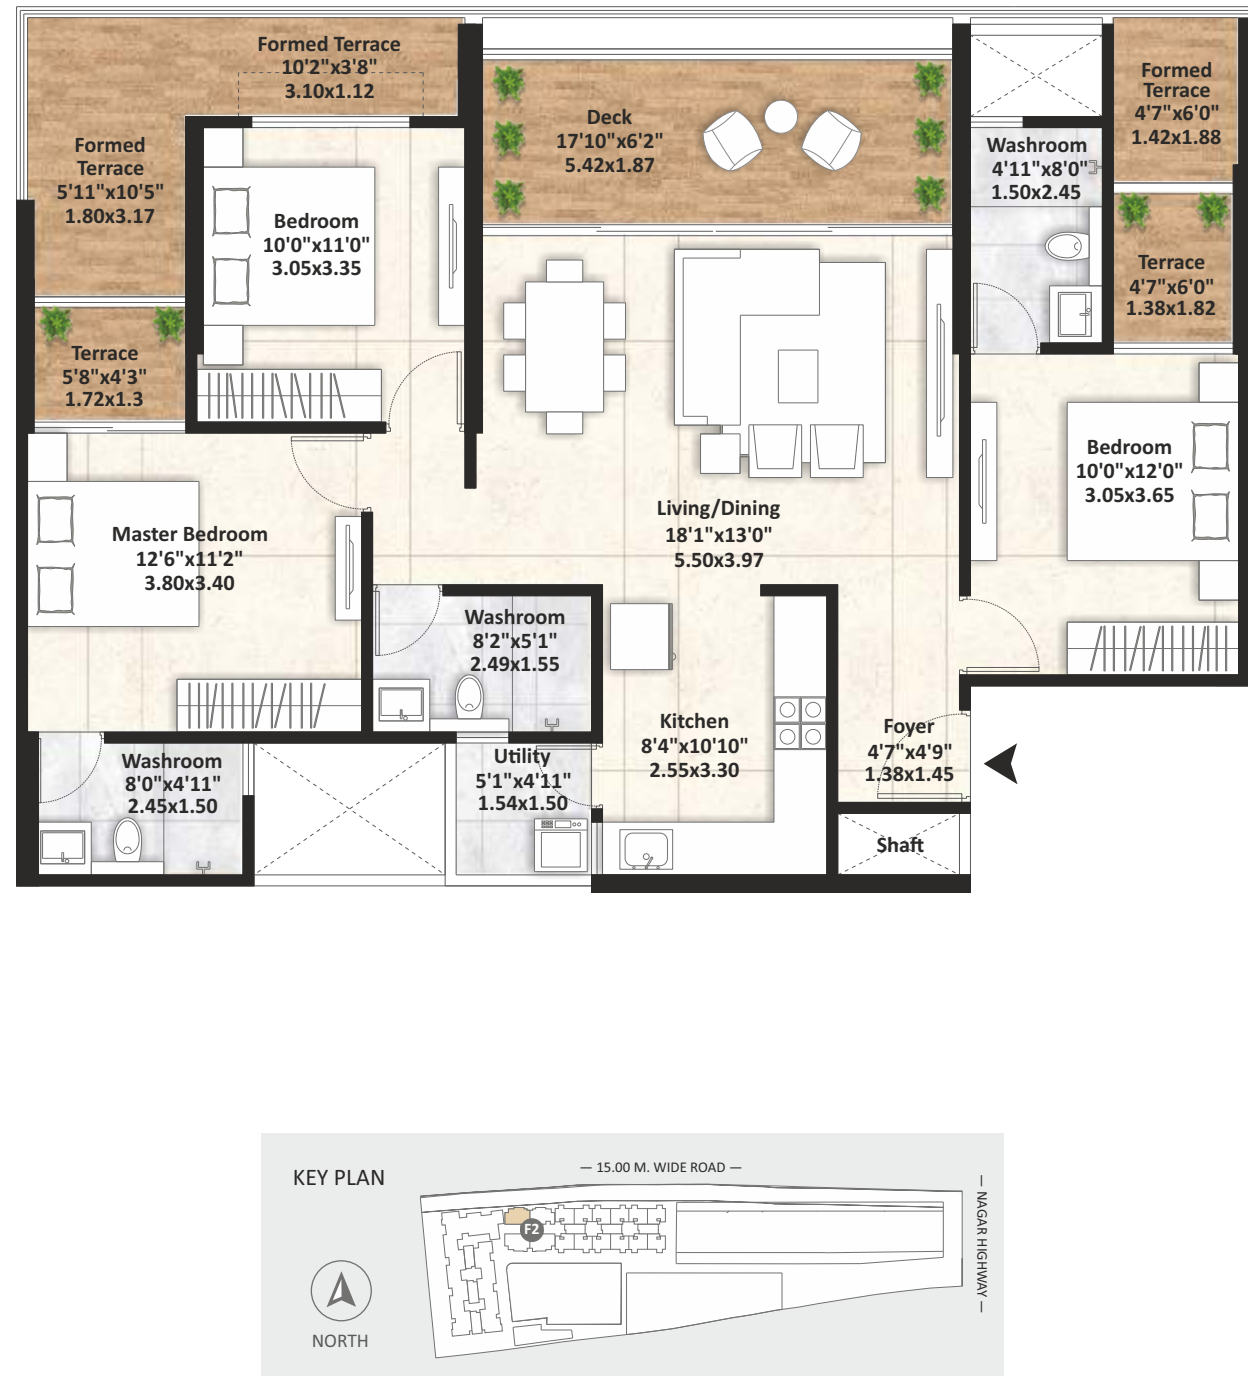 Formed Terrace
10'2"x3'8"
3.10x1.12
Formed
Terrace
5'11"x10'5"
1.80x3.17
Bedroom
10'0"x11'0"
3.05x3.35
Deck
17'10"x6'2"
5.42x1.87
Washroom
4'11"x8'0"
1.50x2.45
Formed
Terrace
4'7"x6'0"
1.42x1.88
Terrace
4'7"x6'0"
1.38x1.82
Terrace
5'8"x4'3"
1.72x1.3
Master Bedroom
12'6"x11'2"
3.80x3.40
Living/Dining
18'1"x13'0"
5.50x3.97
Bedroom
10'0"x12'0"
3.05x3.65
Washroom
8'2"x5'1"
2.49x1.55
Kitchen
8'4"x10'10"
2.55x3.30
Foyer
4'7"x4'9"
1.38x1.45
Washroom
8'0"x4'11"
2.45x1.50
Utility
5'1"x4'11"
1.54x1.50
Shaft
KEY PLAN
— 15.00 M. WIDE ROAD —
— NAGAR HIGHWAY —
F2
NORTH